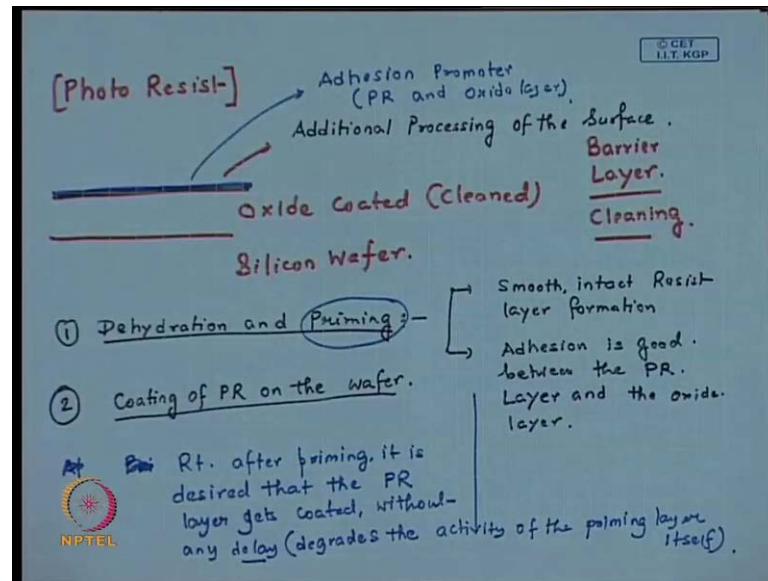 © CET
I.I.T. KGP
[Photo Resist]
Adhesion Promoter
(PR and Oxide layer).
Additional Processing of the Surface.
Barrier
Layer.
Cleaning.
Oxide Coated (Cleaned)
Silicon Wafer.
① Dehydration and Priming:-
Smooth, intact Resist
layer formation
Adhesion is good.
between the PR.
Layer and the oxide.
layer.
② Coating of PR on the wafer.
Rt. after priming. it is
desired that the PR
layer gets coated, without
any delay (degrades the activity of the priming layer
itself).
NPTEL